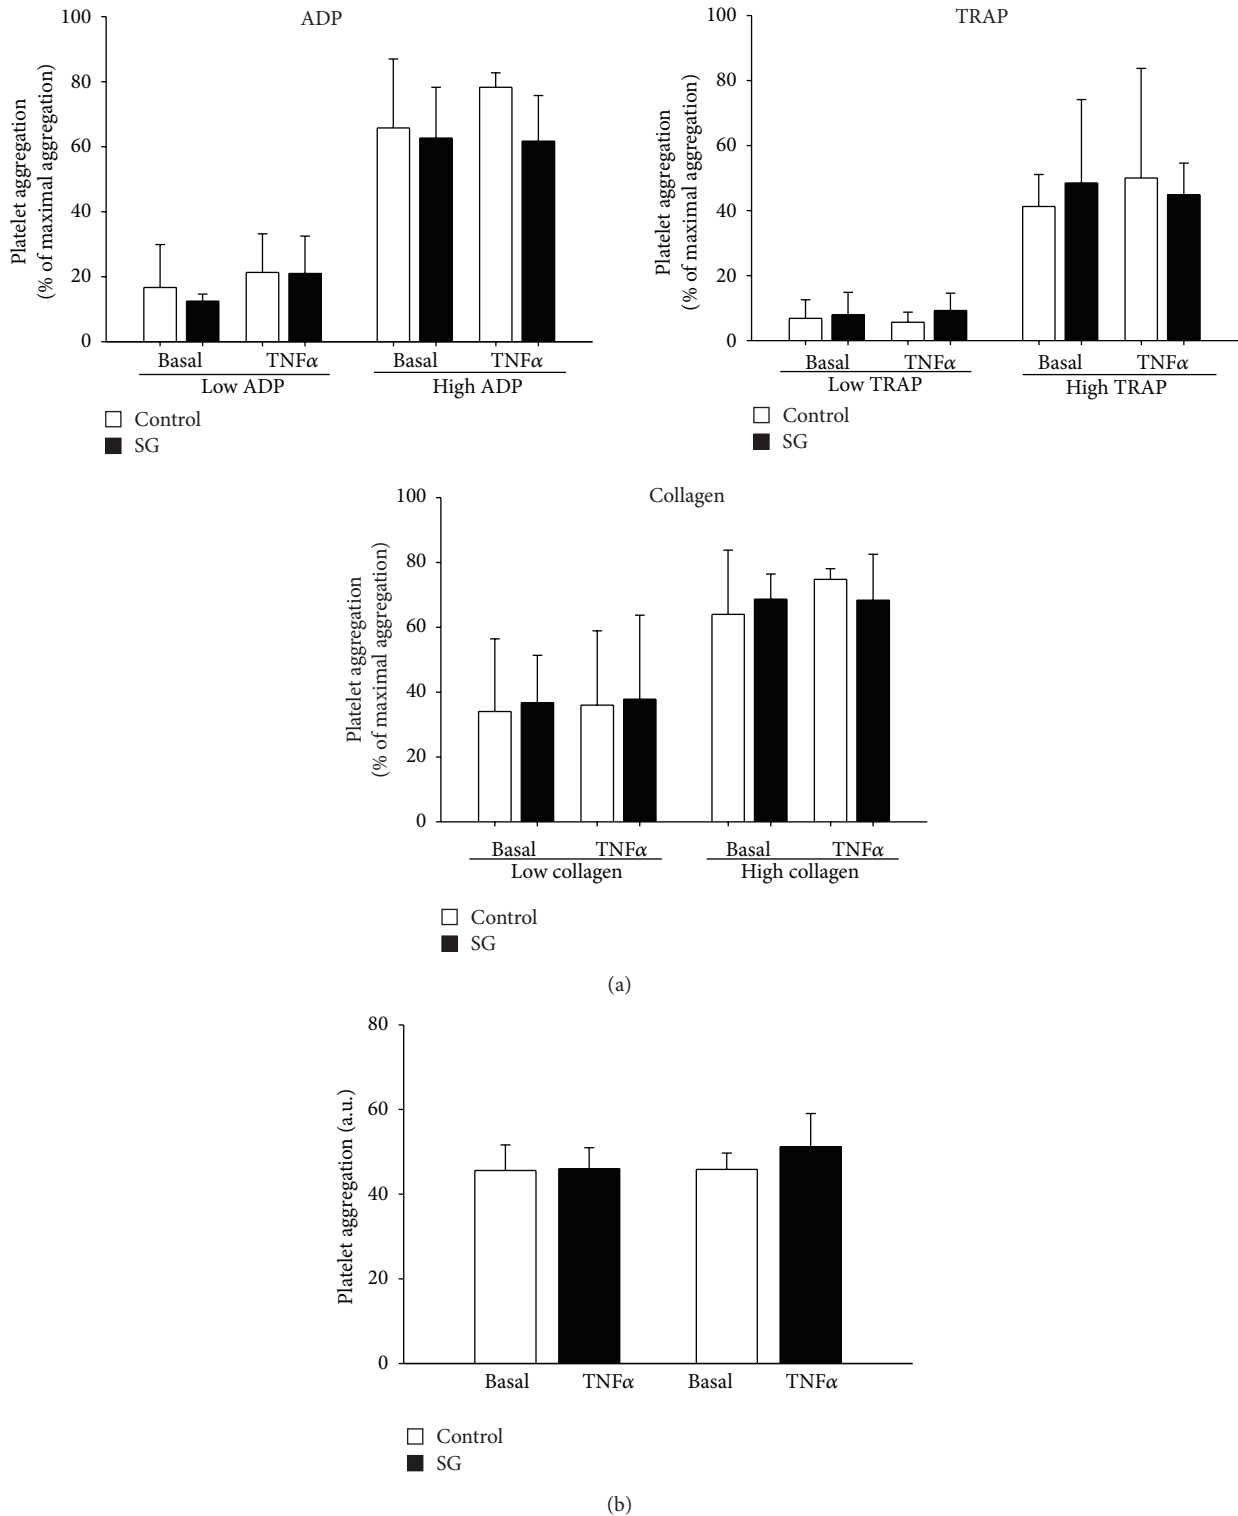 ADP
Platelet aggregation
(% of maximal aggregation)
100
80
60
40
20
0
Basal TNFα Basal TNFα
Low ADP High ADP
Control
SG
TRAP
Platelet aggregation
(% of maximal aggregation)
100
80
60
40
20
0
Basal TNFα Basal TNFα
Low TRAP High TRAP
Control
SG
Collagen
Platelet aggregation
(% of maximal aggregation)
100
80
60
40
20
0
Basal TNFα Basal TNFα
Low collagen High collagen
Control
SG
(a)
Platelet aggregation (a.u.)
80
60
40
20
0
Basal TNFα Basal TNFα
Control
SG
(b)